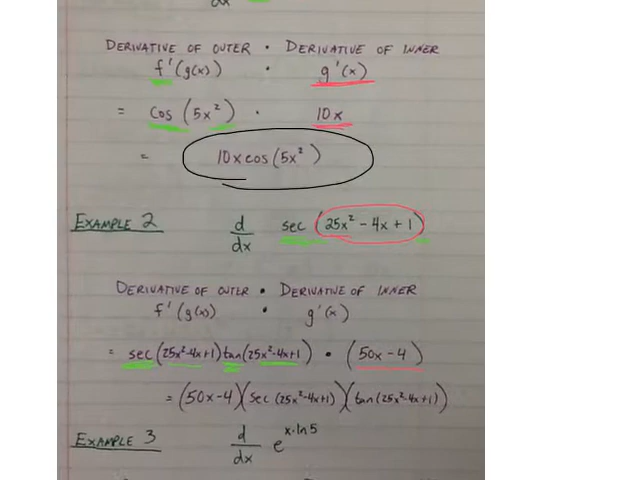 dx
DERIVATIVE OF OUTER • DERIVATIVE OF INNER
f'(g(x)) • g'(x)
= cos(5x²) • 10x
= 10xcos(5x²)
EXAMPLE 2 d/dx sec(25x²-4x+1)
DERIVATIVE OF OUTER • DERIVATIVE OF INNER
f'(g(x)) • g'(x)
= sec(25x²-4x+1)tan(25x²-4x+1) • (50x-4)
= (50x-4)(sec(25x²-4x+1))(tan(25x²-4x+1))
EXAMPLE 3 d/dx e^(x·ln5)